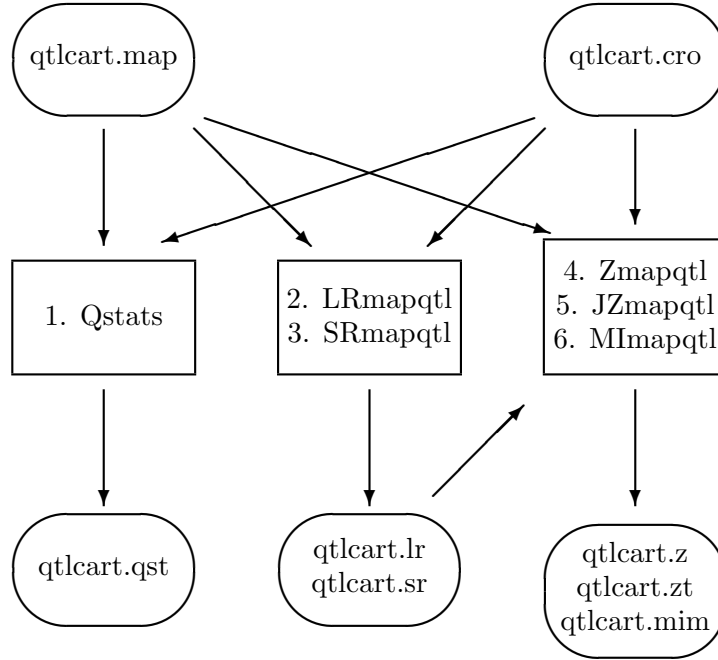 qtlcart.map
qtlcart.cro
1. Qstats
2. LRmapqtl
3. SRmapqtl
4. Zmapqtl
5. JZmapqtl
6. MImapqtl
qtlcart.qst
qtlcart.lr
qtlcart.sr
qtlcart.z
qtlcart.zt
qtlcart.mim